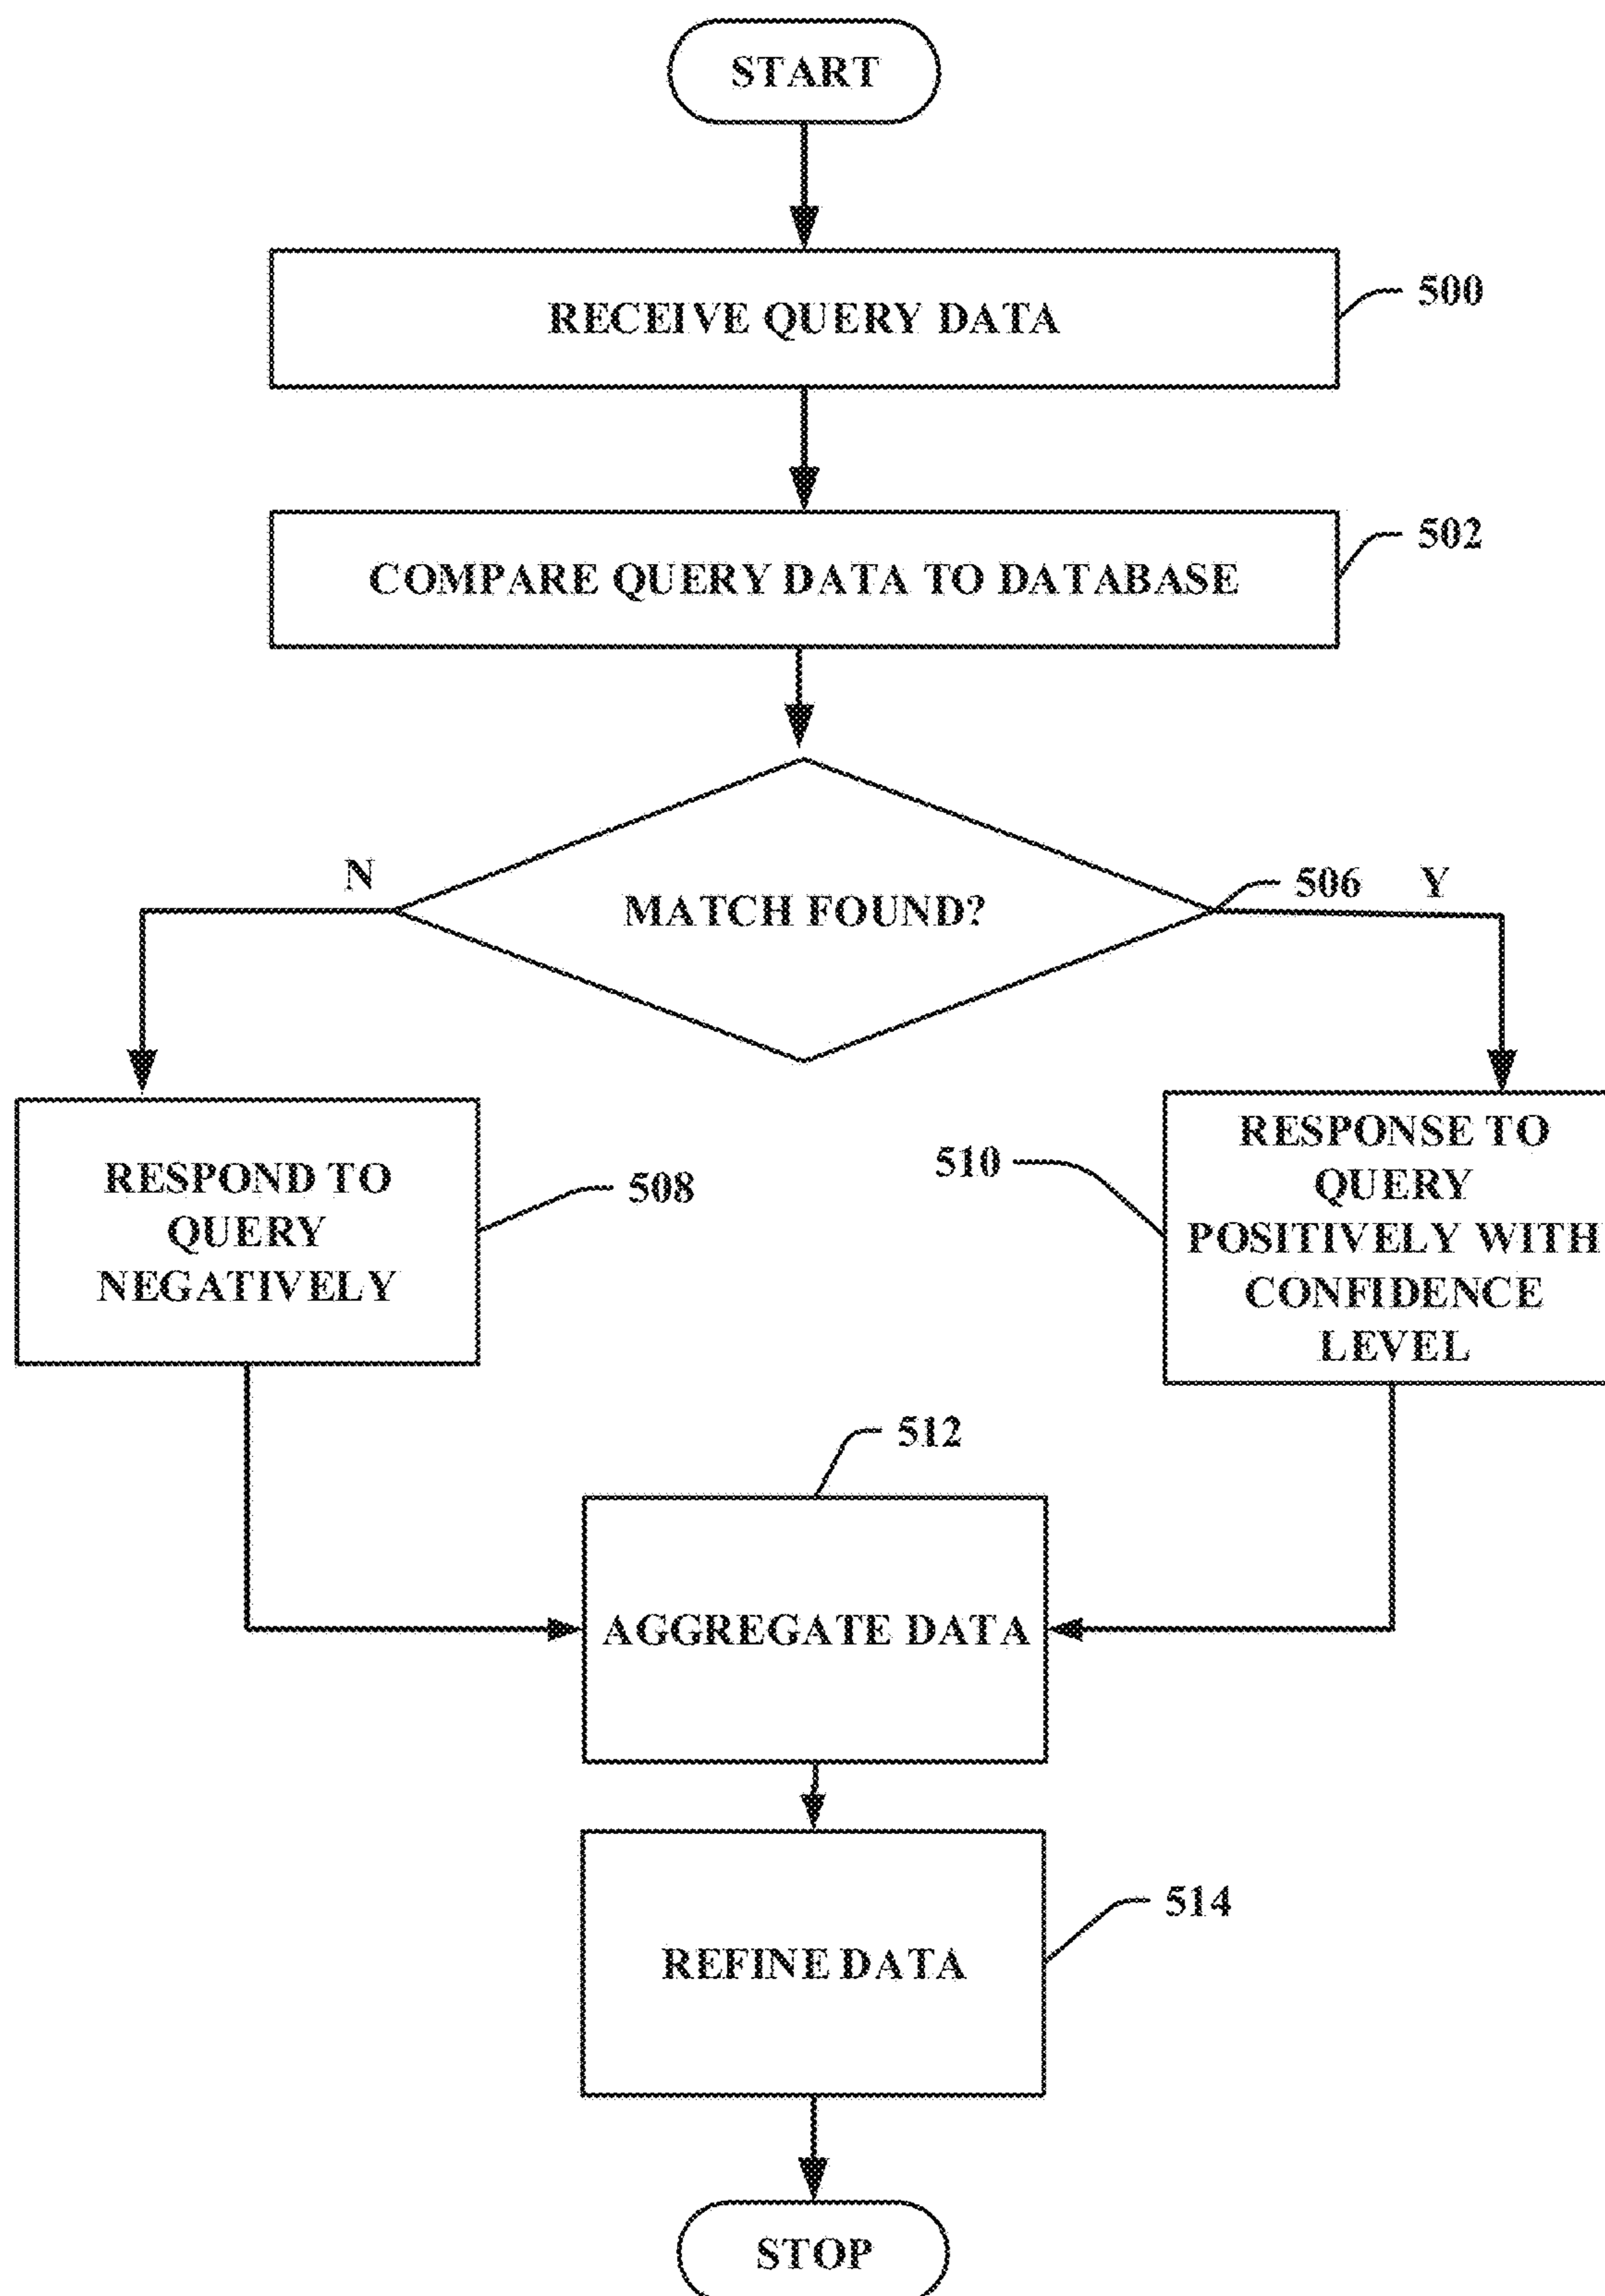 START
RECEIVE QUERY DATA
500
COMPARE QUERY DATA TO DATABASE
502
N
MATCH FOUND?
506
Y
RESPOND TO
QUERY
NEGATIVELY
508
510
RESPONSE TO
QUERY
POSITIVELY WITH
CONFIDENCE
LEVEL
512
AGGREGATE DATA
REFINE DATA
514
STOP